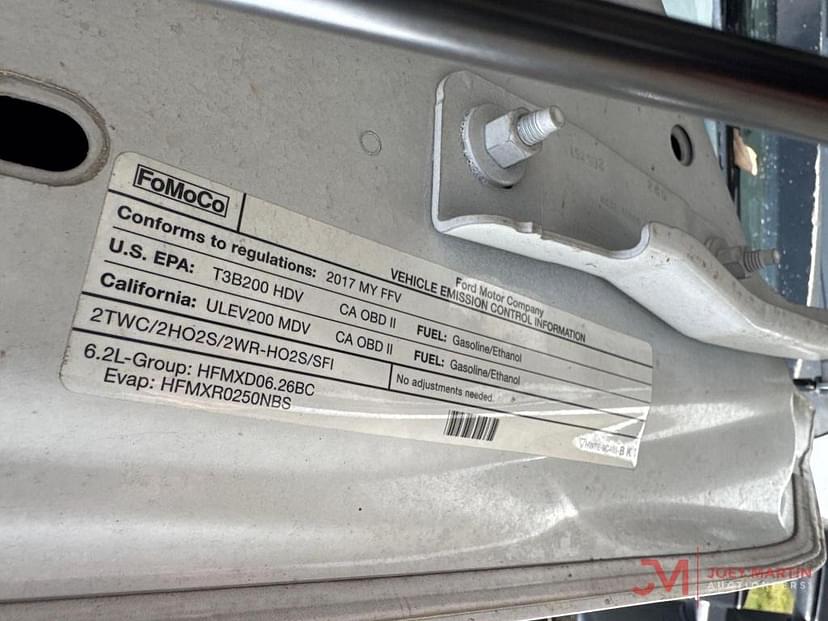 FoMoCo
Ford Motor Company
VEHICLE EMISSION CONTROL INFORMATION
Conforms to regulations: 2017 MY FFV
U.S. EPA: T3B200 HDV CA OBD II FUEL: Gasoline/Ethanol
California: ULEV200 MDV CA OBD II FUEL: Gasoline/Ethanol
2TWC/2HO2S/2WR-HO2S/SFI
No adjustments needed.
6.2L-Group: HFMXD06.26BC
Evap: HFMXR0250NBS
JM JOEY MARTIN
AUCTIONEERS